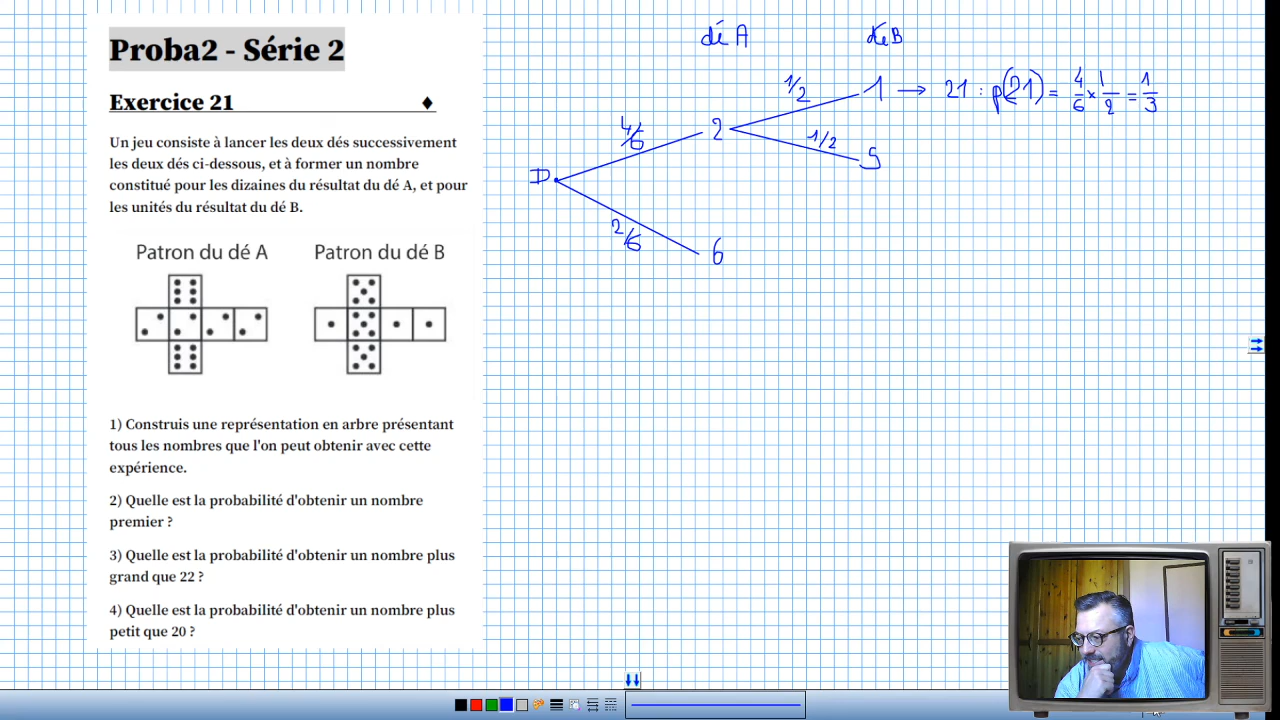 Proba2 - Série 2
Exercice 21 ♦
Un jeu consiste à lancer les deux dés successivement
les deux dés ci-dessous, et à former un nombre
constitué pour les dizaines du résultat du dé A, et pour
les unités du résultat du dé B.
Patron du dé A Patron du dé B
1) Construis une représentation en arbre présentant
tous les nombres que l'on peut obtenir avec cette
expérience.
2) Quelle est la probabilité d'obtenir un nombre
premier ?
3) Quelle est la probabilité d'obtenir un nombre plus
grand que 22 ?
4) Quelle est la probabilité d'obtenir un nombre plus
petit que 20 ?
dé A
dé B
1/2 1 → 21 :
= 4/6 × 1/2 = 1/3
4/6 2 1/2 5
D
2/6 6